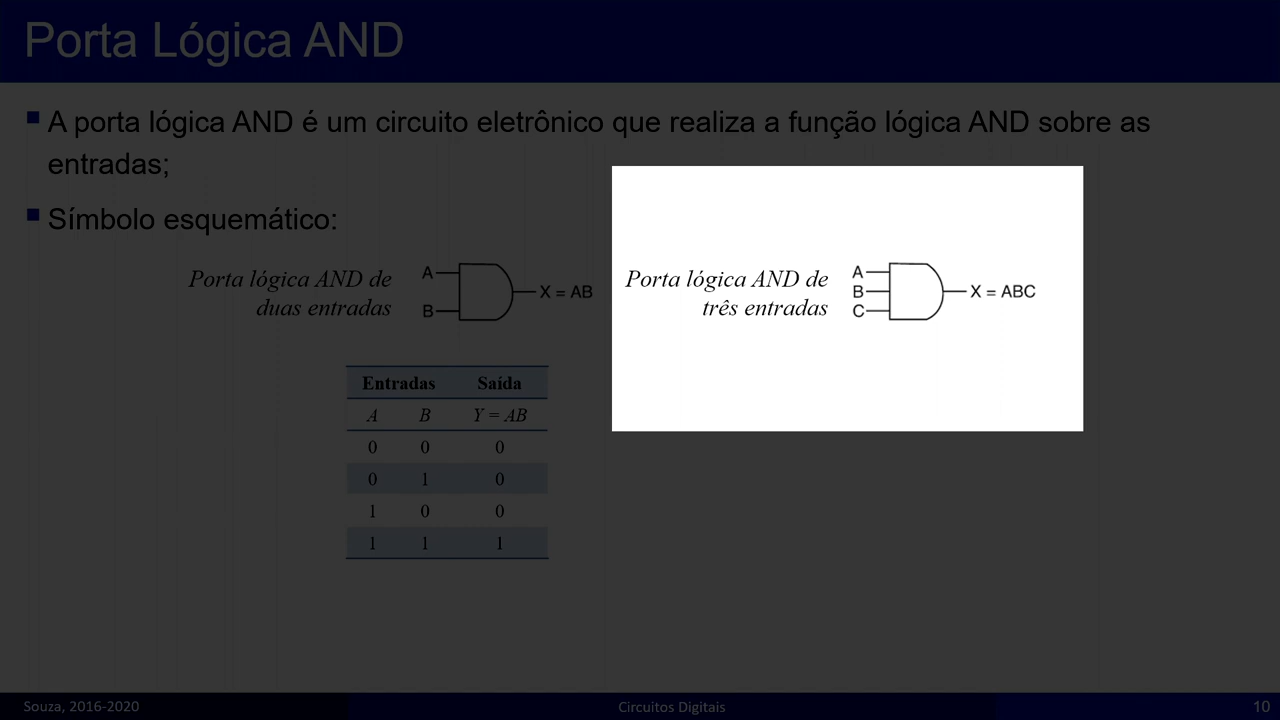 Porta Lógica AND
A porta lógica AND é um circuito eletrônico que realiza a função lógica AND sobre as
entradas;
Símbolo esquemático:
Porta lógica AND de
duas entradas
A
B
X = AB
Porta lógica AND de
três entradas
A
B
C
X = ABC
Entradas Saída
A B Y = AB
0 0 0
0 1 0
1 0 0
1 1 1
Souza, 2016-2020
Circuitos Digitais
10